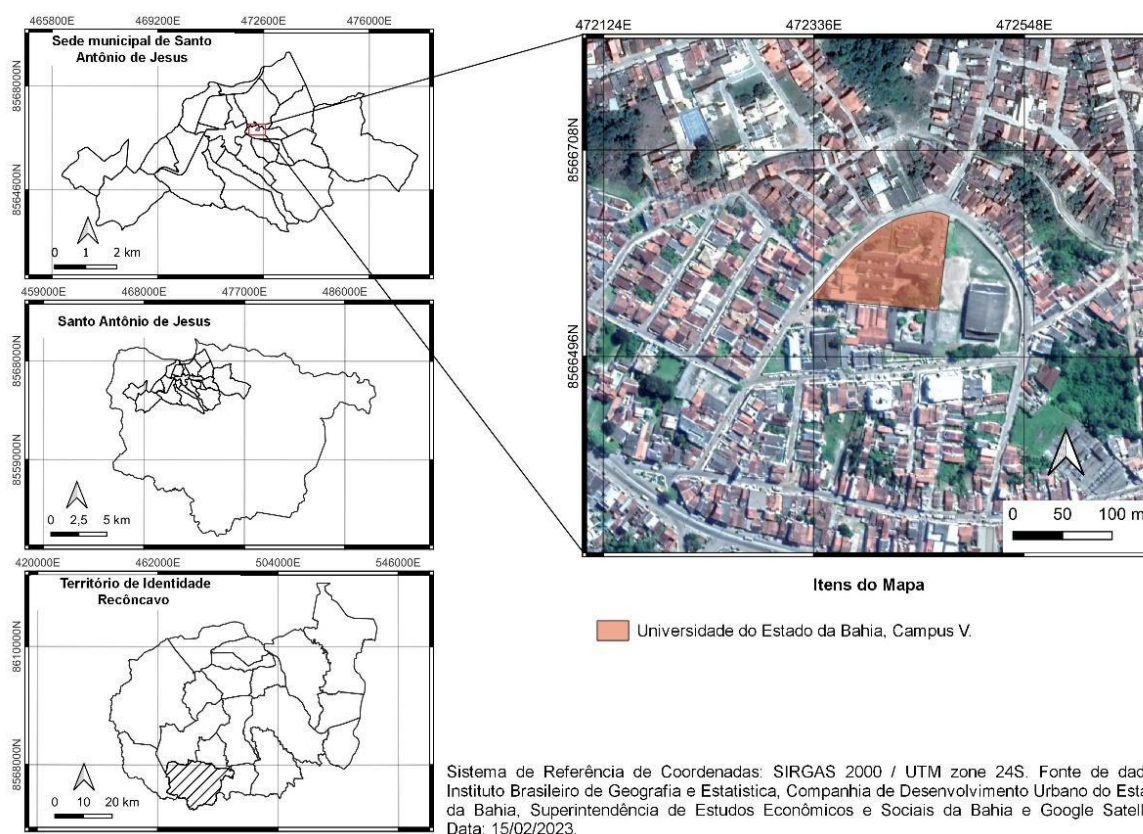 465800E 469200E 472600E 476000E
Sede municipal de Santo
Antônio de Jesus
8568000N
8564600N
0 1 2 km
459000E 468000E 477000E 486000E
Santo Antônio de Jesus
8568000N
8559000N
0 2,5 5 km
420000E 462000E 504000E 546000E
Território de Identidade
Recôncavo
8610000N
8568000N
0 10 20 km
472124E 472336E 472548E
8566708N
8566496N
0 50 100 m
Itens do Mapa
Universidade do Estado da Bahia, Campus V.
Sistema de Referência de Coordenadas: SIRGAS 2000 / UTM zone 24S. Fonte de dad
Instituto Brasileiro de Geografia e Estatistica, Companhia de Desenvolvimento Urbano do Esta
da Bahia, Superintendência de Estudos Econômicos e Sociais da Bahia e Google Satell
Data: 15/02/2023.